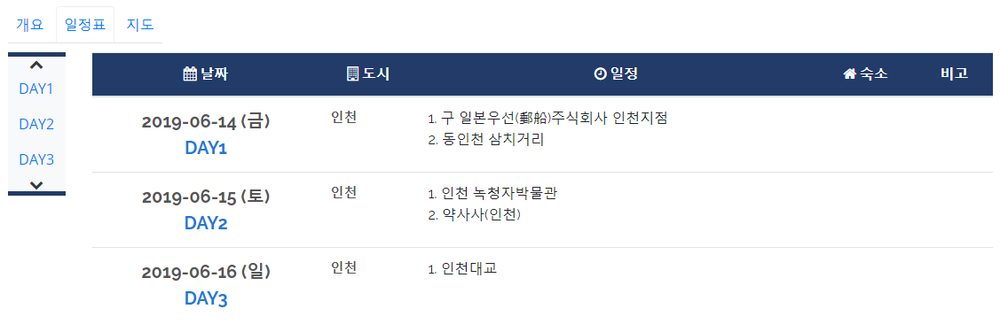 개요 일정표 지도
DAY1
DAY2
DAY3
날짜 도시 일정 숙소 비고
2019-06-14 (금) 인천 1. 구 일본우선(郵船)주식회사 인천지점
DAY1 2. 동인천 삼치거리
2019-06-15 (토) 인천 1. 인천 녹청자박물관
DAY2 2. 약사사(인천)
2019-06-16 (일) 인천 1. 인천대교
DAY3